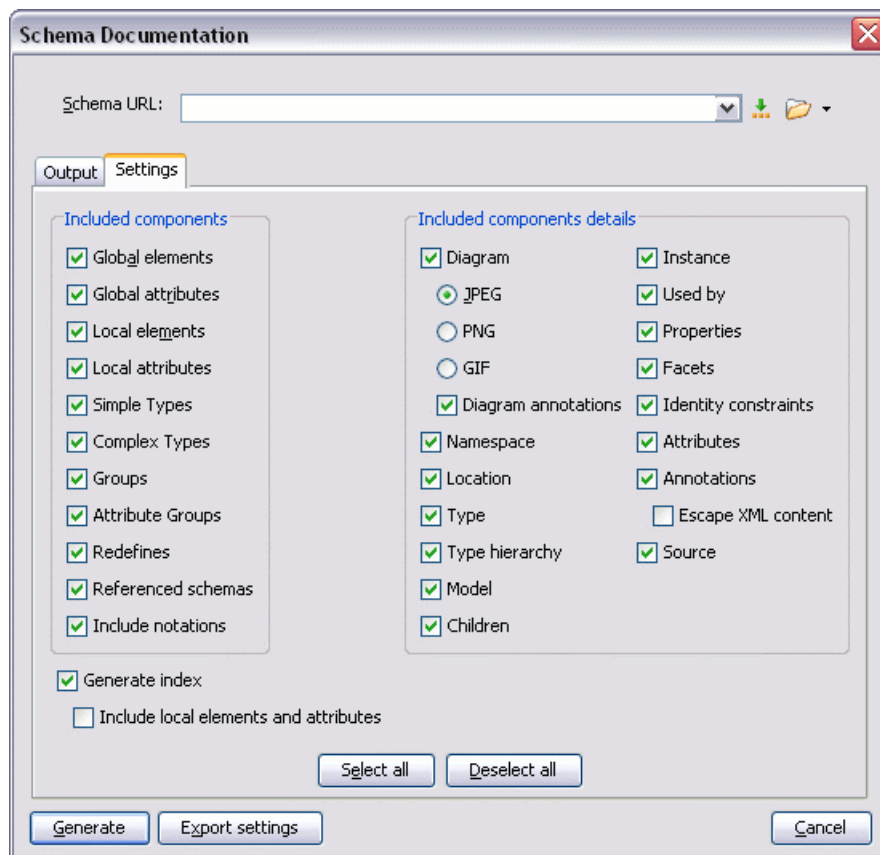 Schema Documentation
Schema URL:
Output
Settings
Included components
Global elements
Global attributes
Local elements
Local attributes
Simple Types
Complex Types
Groups
Attribute Groups
Redefines
Referenced schemas
Include notations
Included components details
Diagram
JPEG
PNG
GIF
Diagram annotations
Namespace
Location
Type
Type hierarchy
Model
Children
Instance
Used by
Properties
Facets
Identity constraints
Attributes
Annotations
Escape XML content
Source
Generate index
Include local elements and attributes
Select all
Deselect all
Generate
Export settings
Cancel